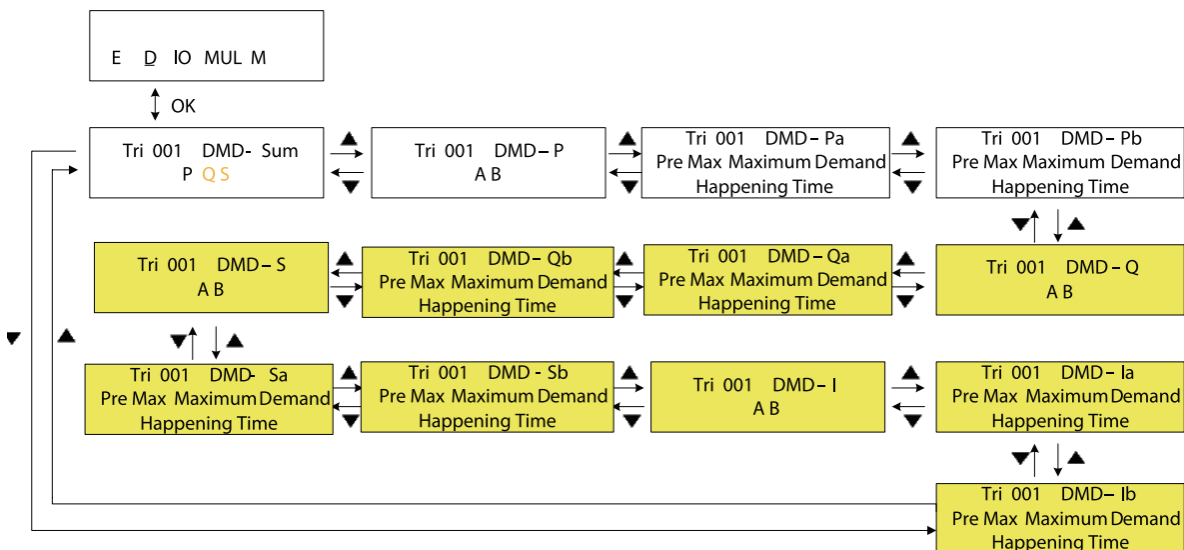 E D IO MUL M
OK
Tri 001 DMD- Sum
P Q S
Tri 001 DMD– P
A B
Tri 001 DMD– Pa
Pre Max Maximum Demand
Happening Time
Tri 001 DMD– Pb
Pre Max Maximum Demand
Happening Time
Tri 001 DMD– S
A B
Tri 001 DMD– Qb
Pre Max Maximum Demand
Happening Time
Tri 001 DMD– Qa
Pre Max Maximum Demand
Happening Time
Tri 001 DMD– Q
A B
Tri 001 DMD- Sa
Pre Max Maximum Demand
Happening Time
Tri 001 DMD - Sb
Pre Max Maximum Demand
Happening Time
Tri 001 DMD– I
A B
Tri 001 DMD– Ia
Pre Max Maximum Demand
Happening Time
Tri 001 DMD– Ib
Pre Max Maximum Demand
Happening Time